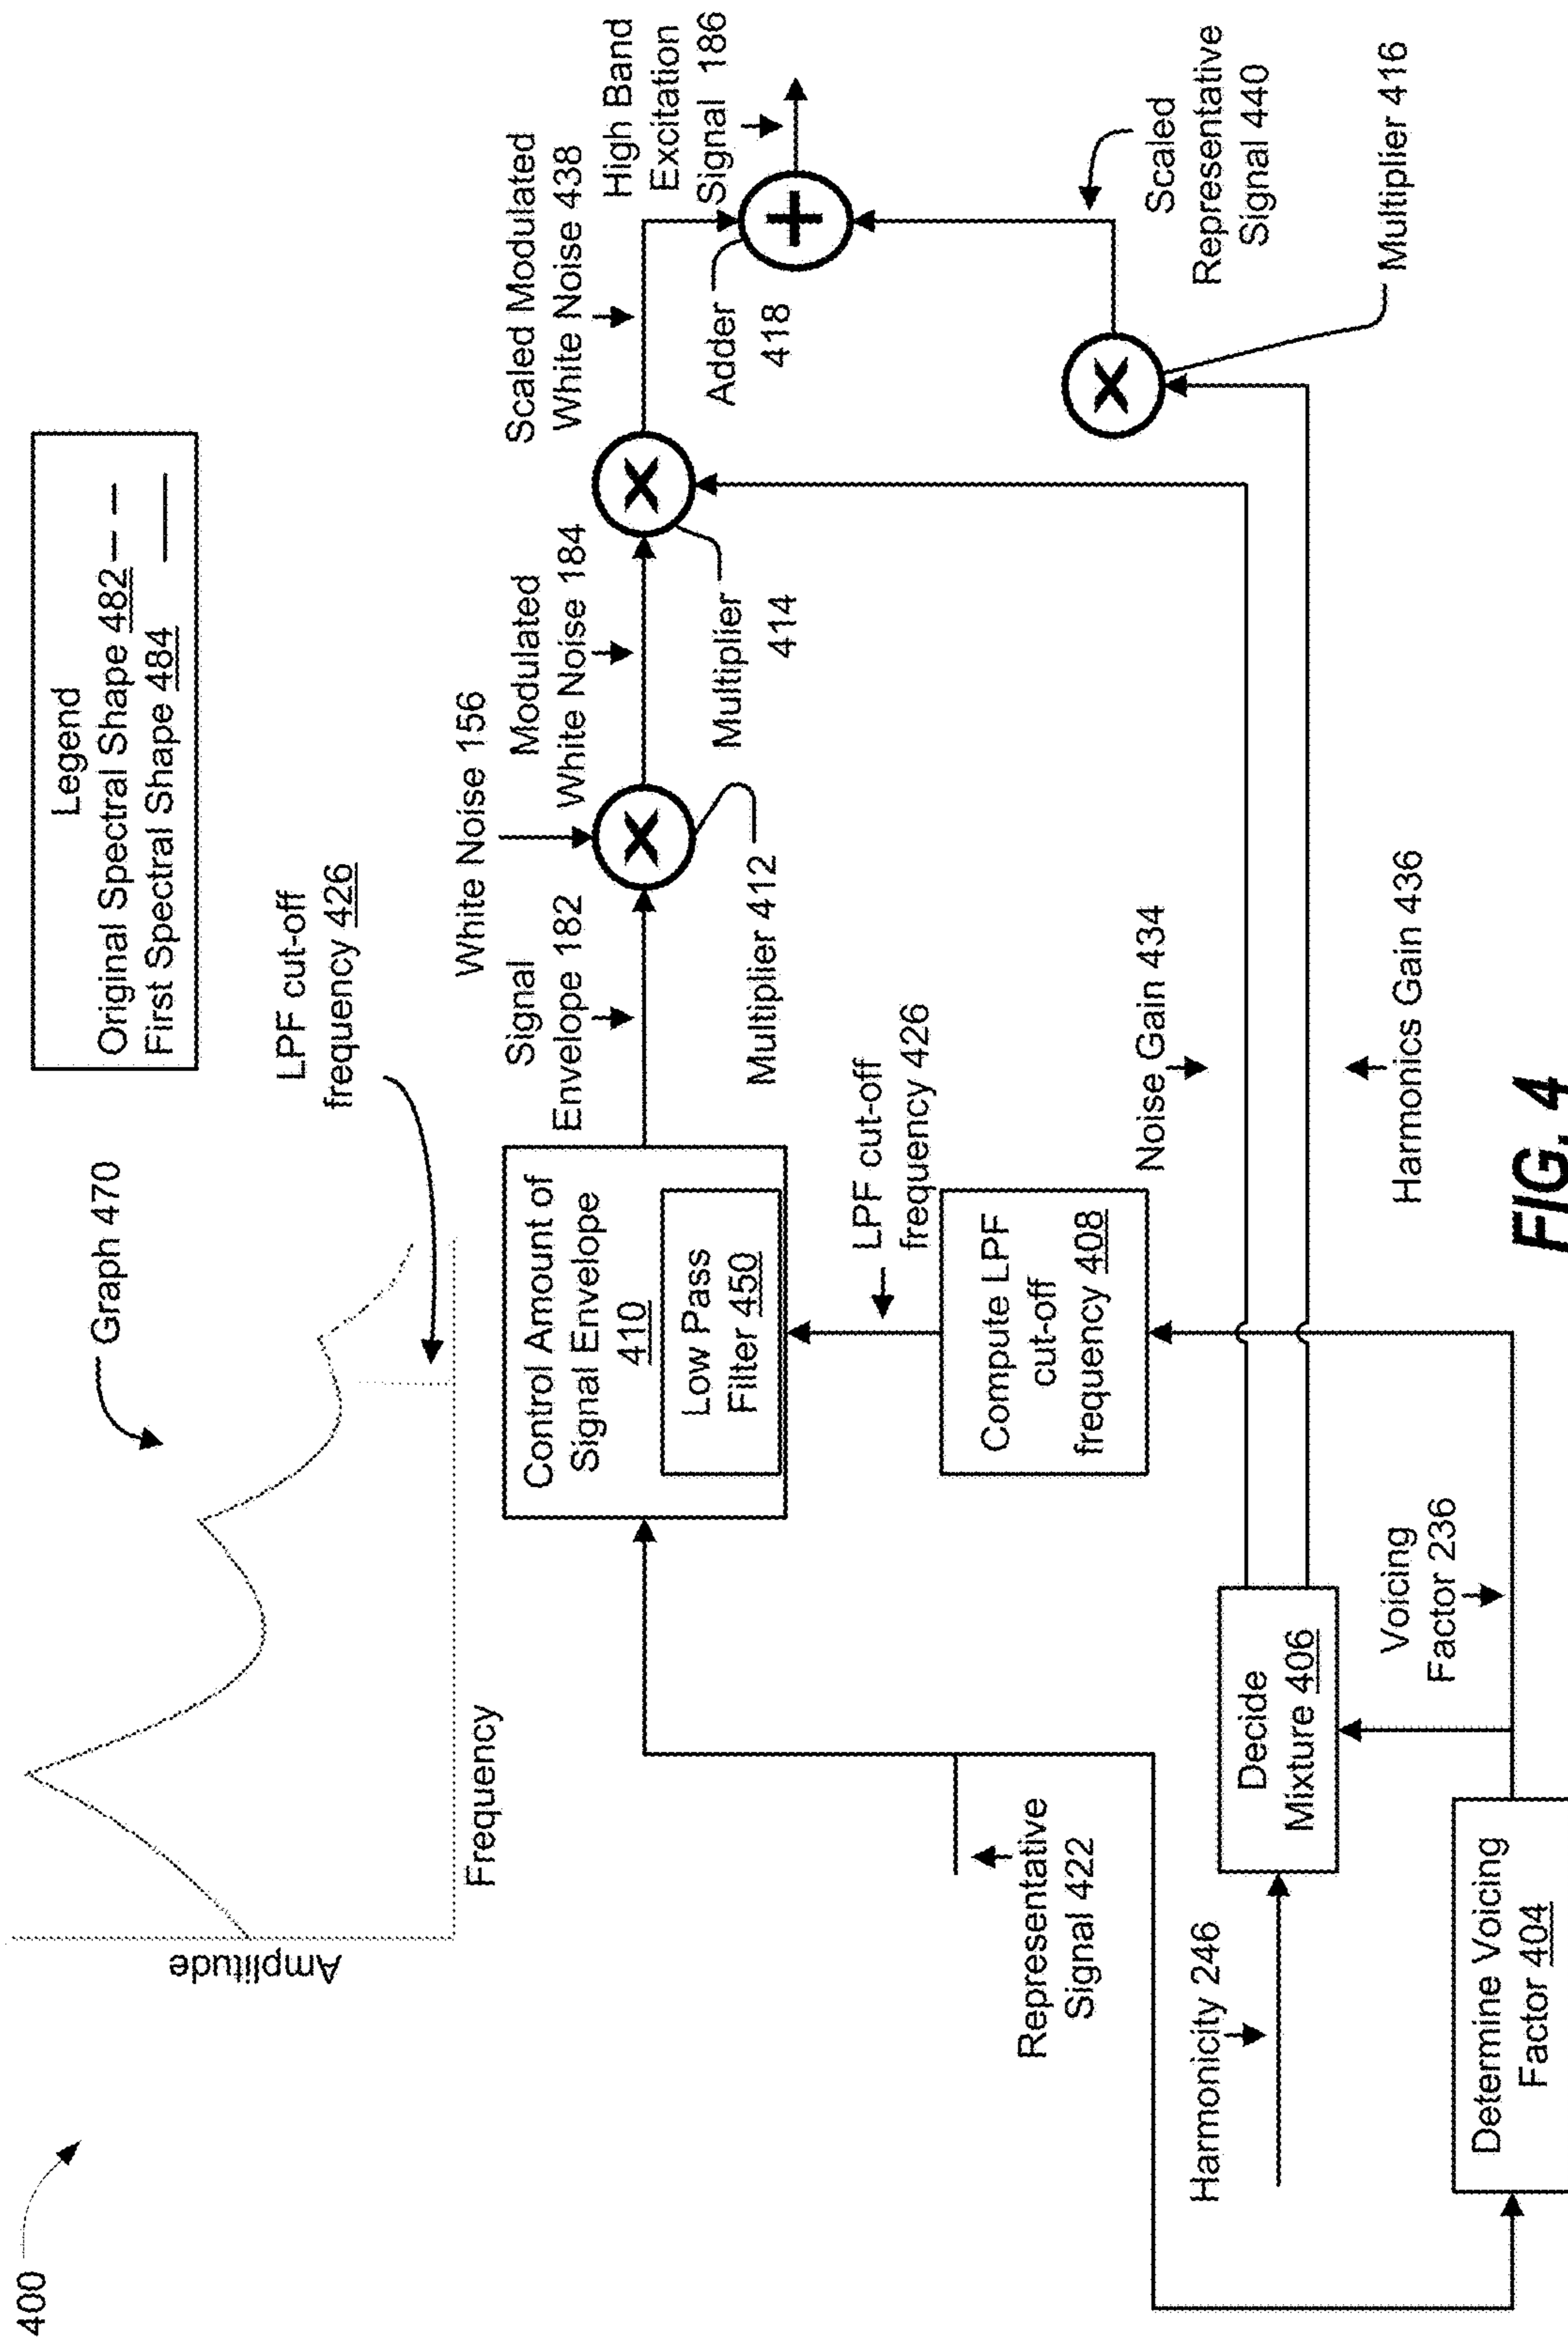 400
Graph 470
Amplitude
Frequency
LPF cut-off
frequency 426
Legend
Original Spectral Shape 482
First Spectral Shape 484
Control Amount of
Signal Envelope
410
Low Pass
Filter 450
Signal
Envelope 182
White Noise 156
Multiplier 412
Modulated
White Noise 184
Multiplier
414
Scaled Modulated
White Noise 438
Adder
418
High Band
Excitation
Signal 186
LPF cut-off
frequency 426
Compute LPF
cut-off
frequency 408
Representative
Signal 422
Harmonicity 246
Decide
Mixture 406
Noise Gain 434
Harmonics Gain 436
Scaled
Representative
Signal 440
Multiplier 416
Voicing
Factor 236
Determine Voicing
Factor 404
FIG. 4